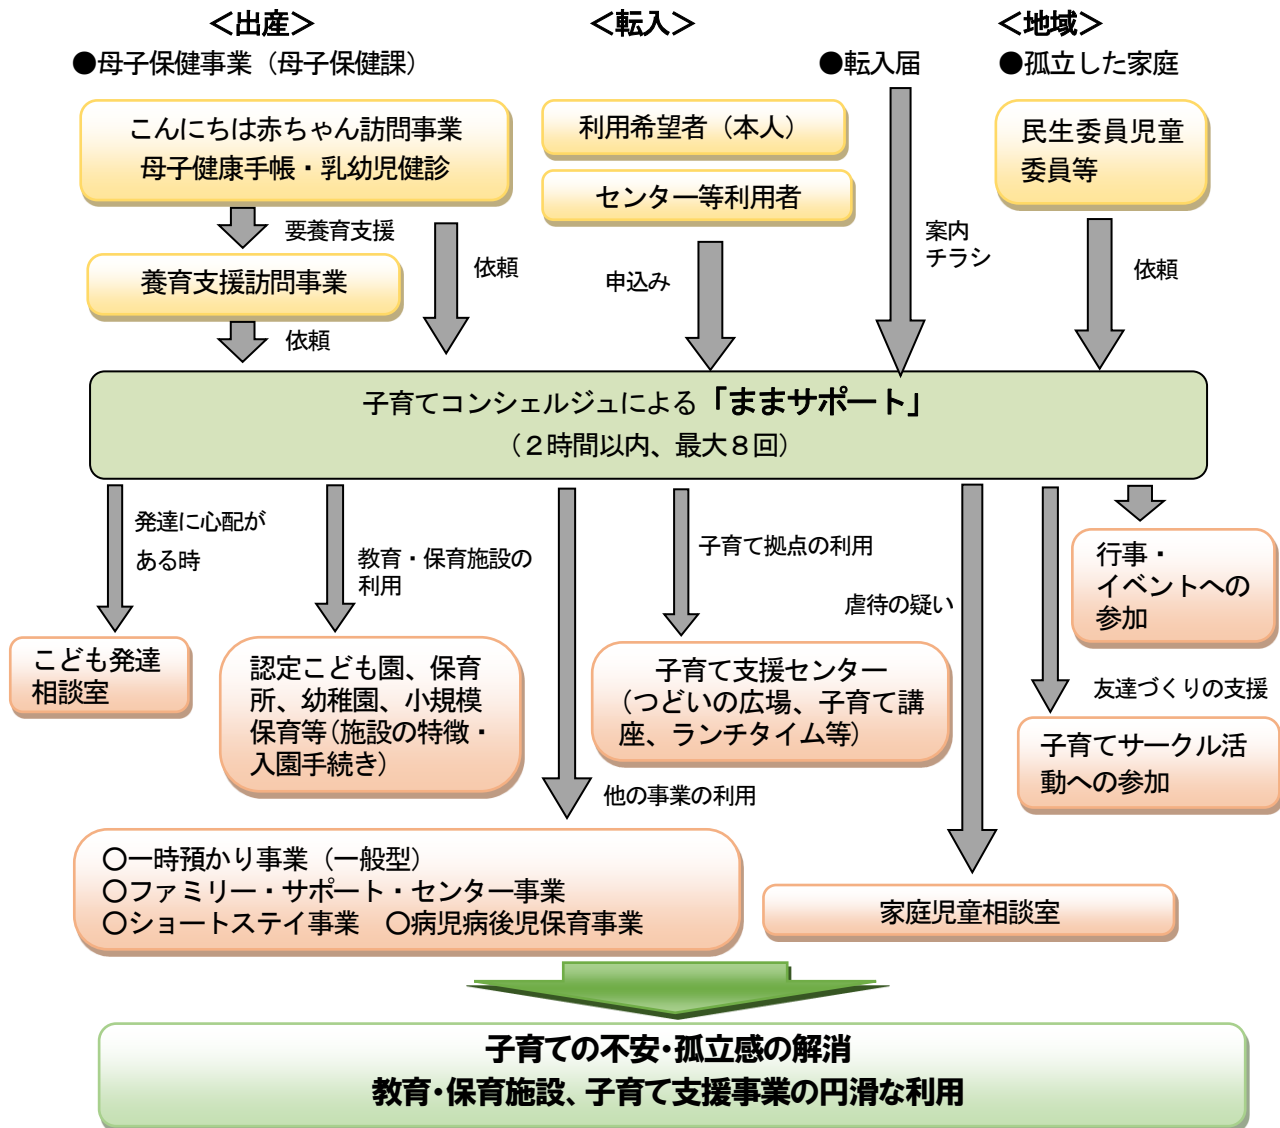 ＜出産＞
＜転入＞
＜地域＞
●母子保健事業（母子保健課）
●転入届
●孤立した家庭
こんにちは赤ちゃん訪問事業
母子健康手帳・乳幼児健診
利用希望者（本人）
センター等利用者
民生委員児童
委員等
要養育支援
依頼
養育支援訪問事業
依頼
申込み
案内
チラシ
依頼
子育てコンシェルジュによる「ままサポート」
（２時間以内、最大８回）
発達に心配が
ある時
教育・保育施設の
利用
子育て拠点の利用
虐待の疑い
行事・
イベントへの
参加
こども発達
相談室
認定こども園、保育
所、幼稚園、小規模
保育等（施設の特徴・
入園手続き）
子育て支援センター
（つどいの広場、子育て講
座、ランチタイム等）
友達づくりの支援
子育てサークル活
動への参加
他の事業の利用
〇一時預かり事業（一般型）
〇ファミリー・サポート・センター事業
〇ショートステイ事業　〇病児病後児保育事業
家庭児童相談室
子育ての不安・孤立感の解消
教育・保育施設、子育て支援事業の円滑な利用